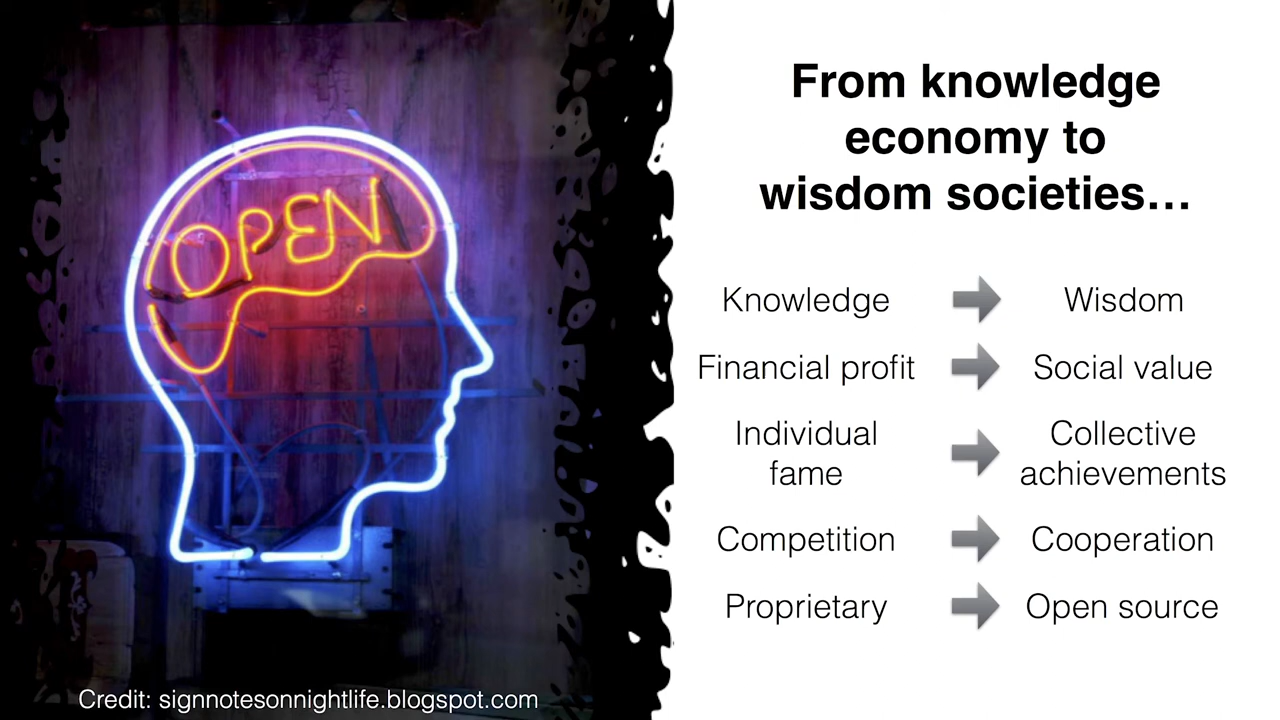 OPEN
Credit: signnotesonnightlife.blogspot.com
From knowledge
economy to
wisdom societies…
Knowledge Wisdom
Financial profit Social value
Individual Collective
fame achievements
Competition Cooperation
Proprietary Open source